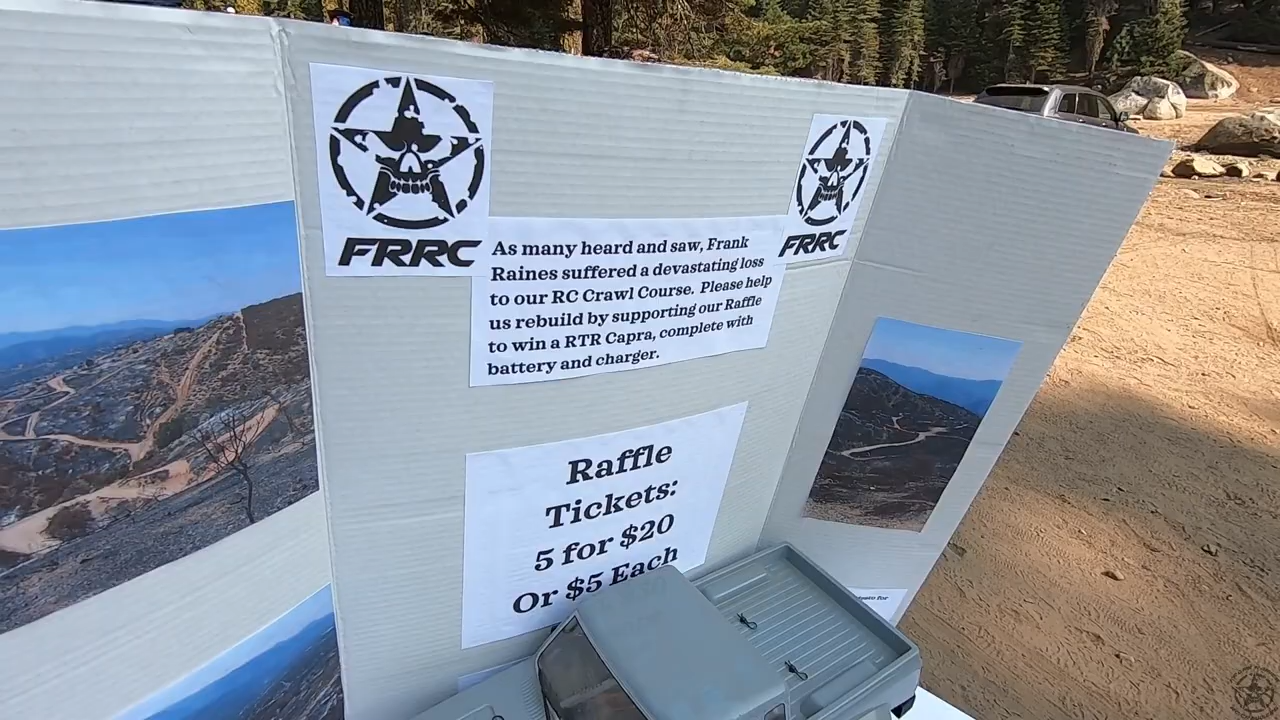 FRRC
FRRC
As many heard and saw, Frank
Raines suffered a devastating loss
to our RC Crawl Course. Please help
us rebuild by supporting our Raffle
to win a RTR Capra, complete with
battery and charger.
Raffle
Tickets:
5 for $20
Or $5 Each